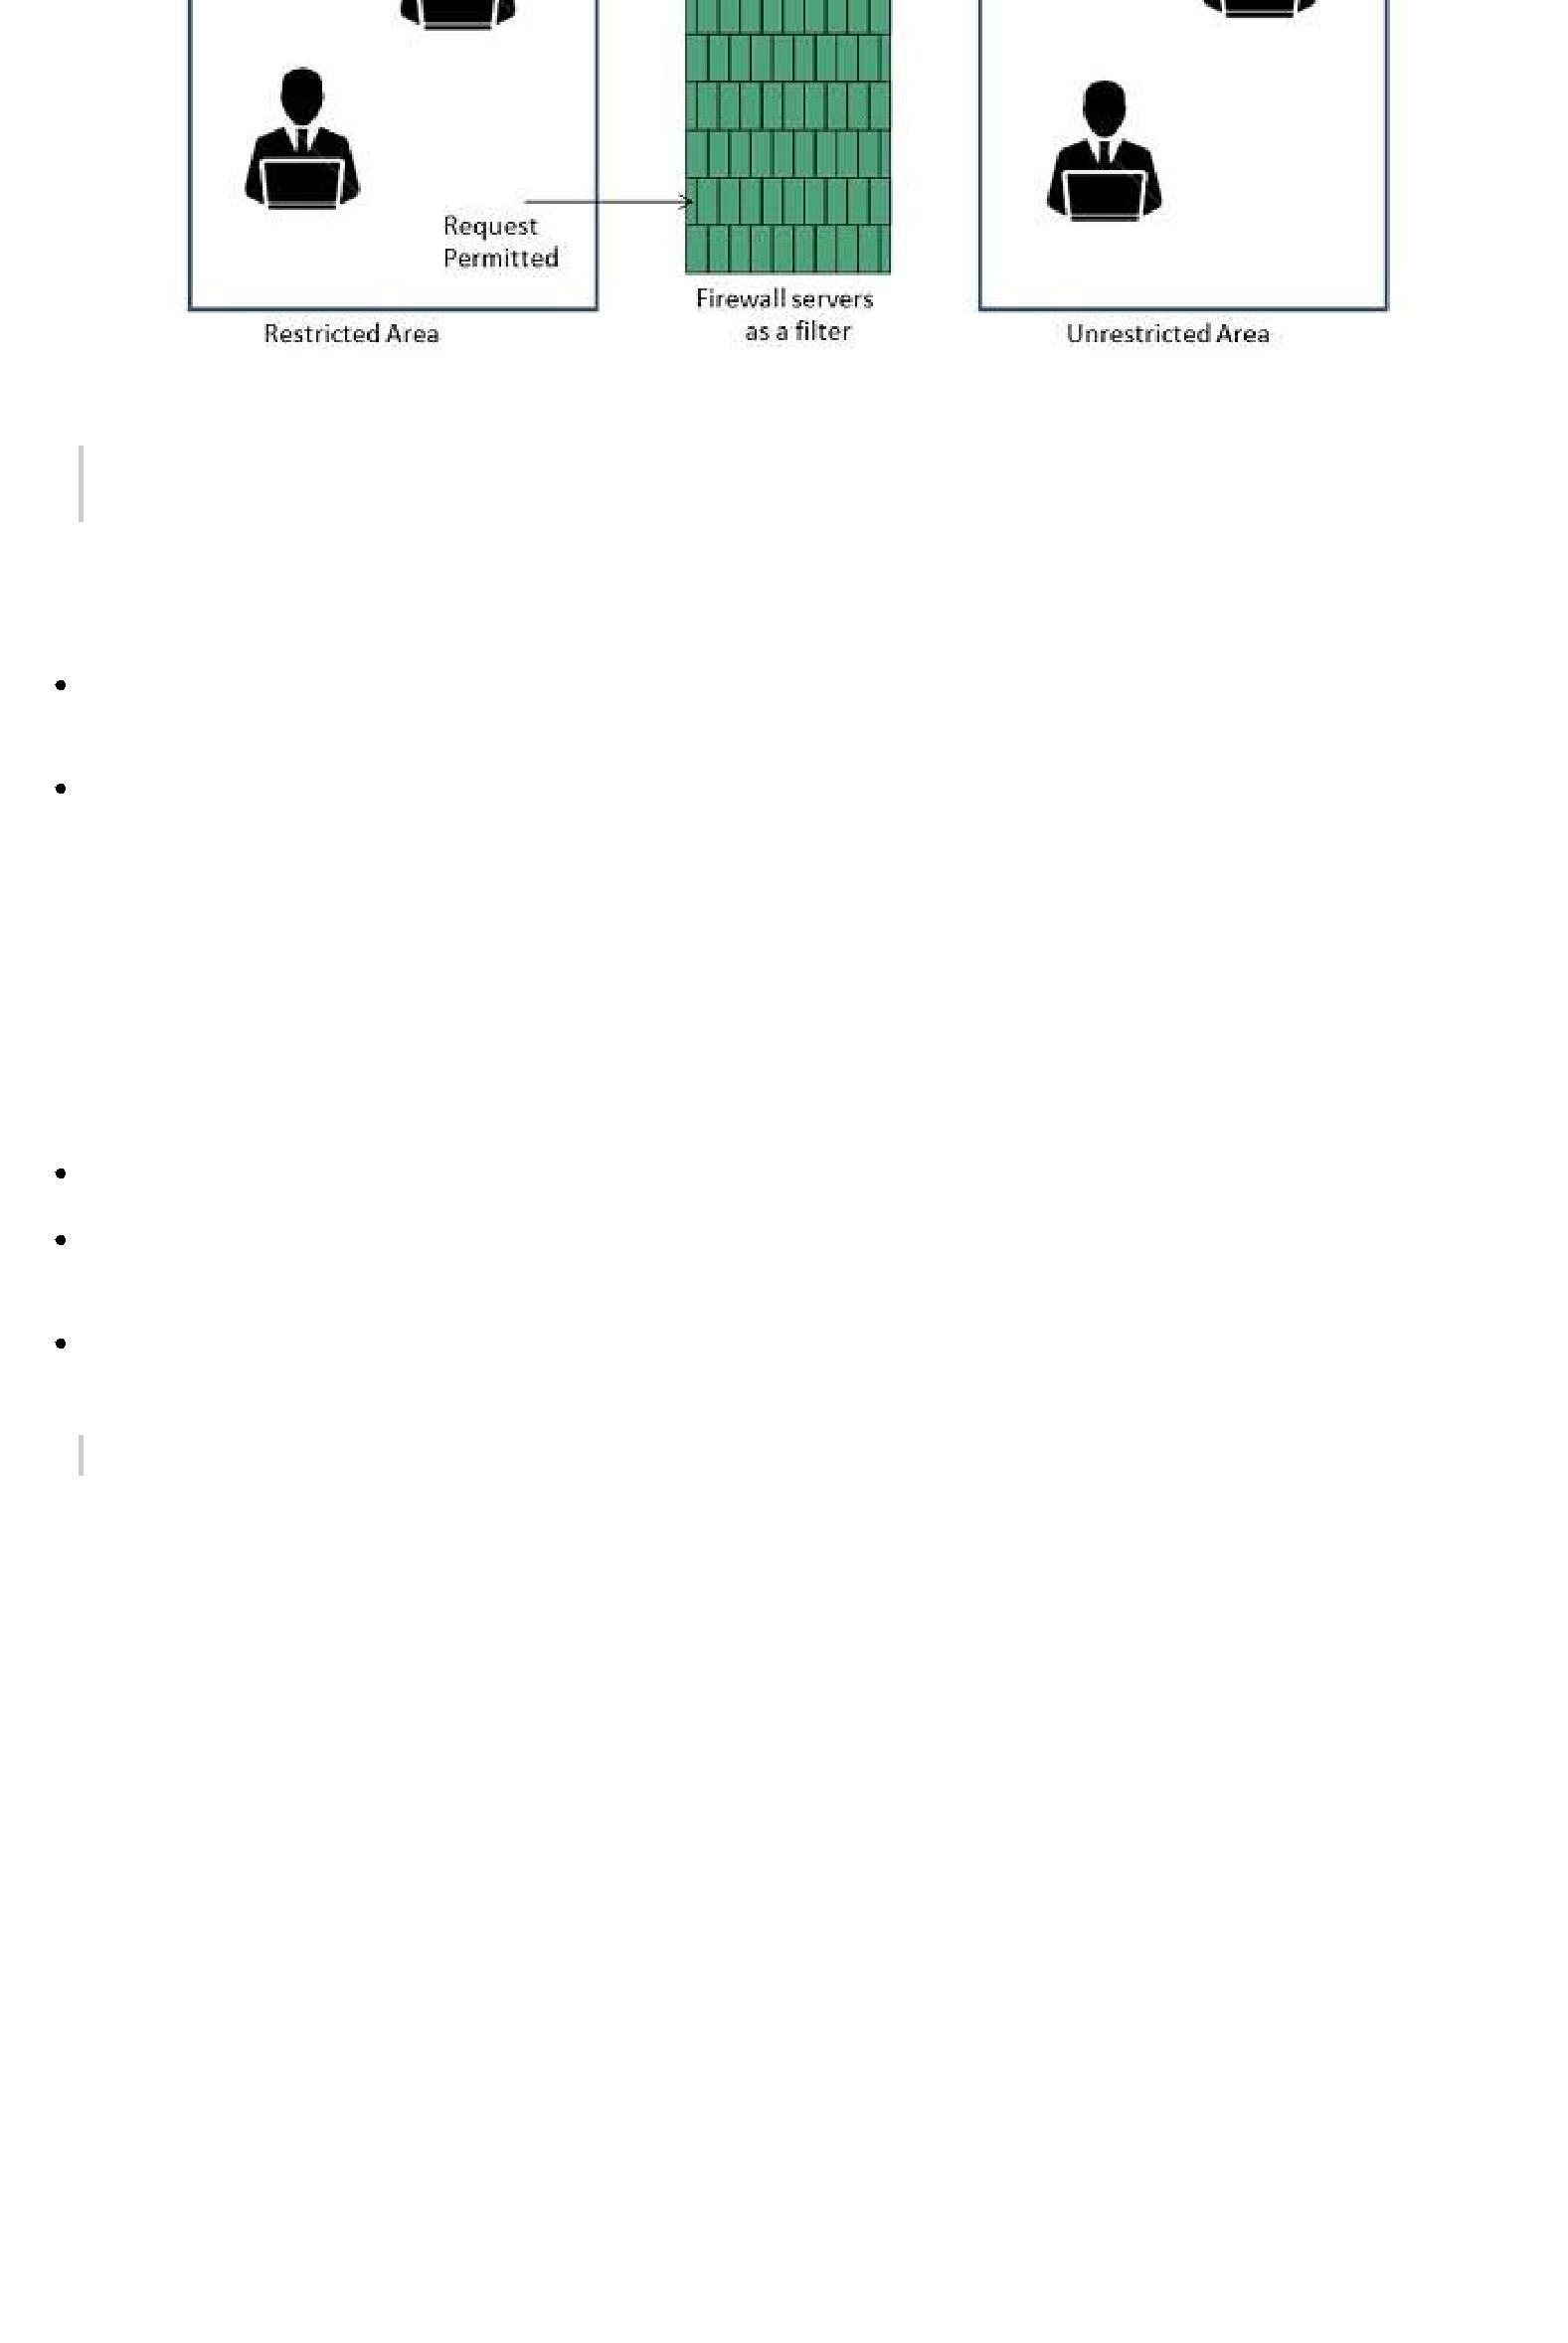 Request
Permitted
Firewall servers
as a filter
Restricted Area
Unrestricted Area